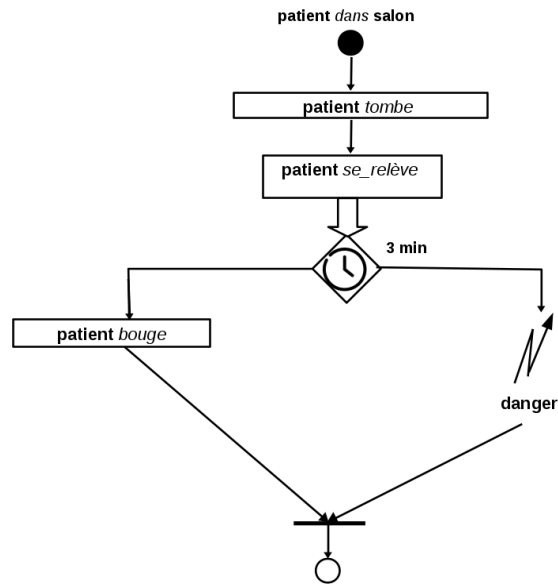 patient dans salon
patient tombe
patient se_relève
3 min
patient bouge
danger